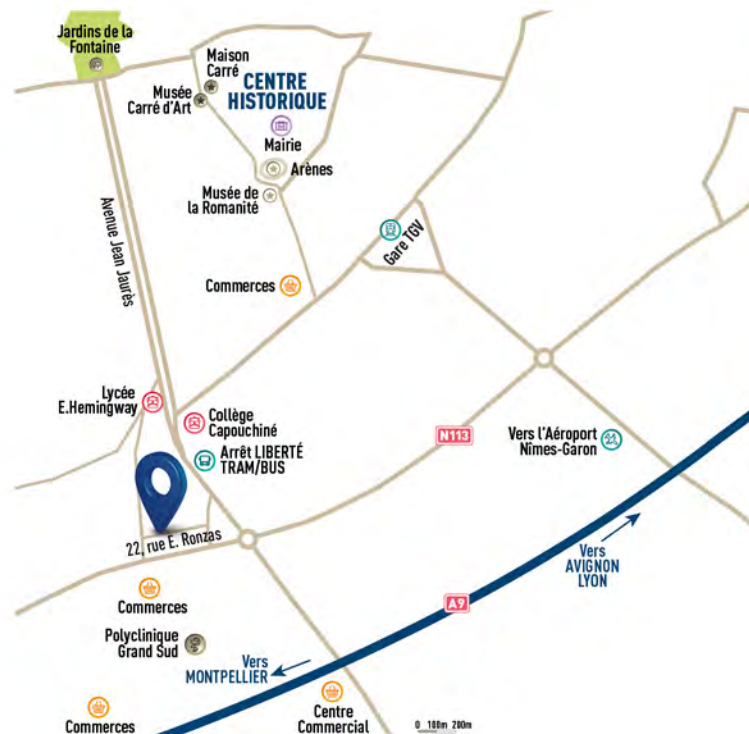 Jardins de la
Fontaine
Maison
Carré
Musée
Carré d'Art
CENTRE
HISTORIQUE
Mairie
Arènes
Musée de
la Romanité
Avenue Jean Jaurès
Gare TGV
Commerces
Lycée
E.Hemingway
Collège
Capouchiné
N113
Vers l'Aéroport
Nîmes-Garon
Arrêt LIBERTÉ
TRAM/BUS
22, rue E. Ronzas
Vers
AVIGNON
LYON
Commerces
A9
Polyclinique
Grand Sud
Vers
MONTPELLIER
Commerces
Centre
Commercial
0 100m 200m